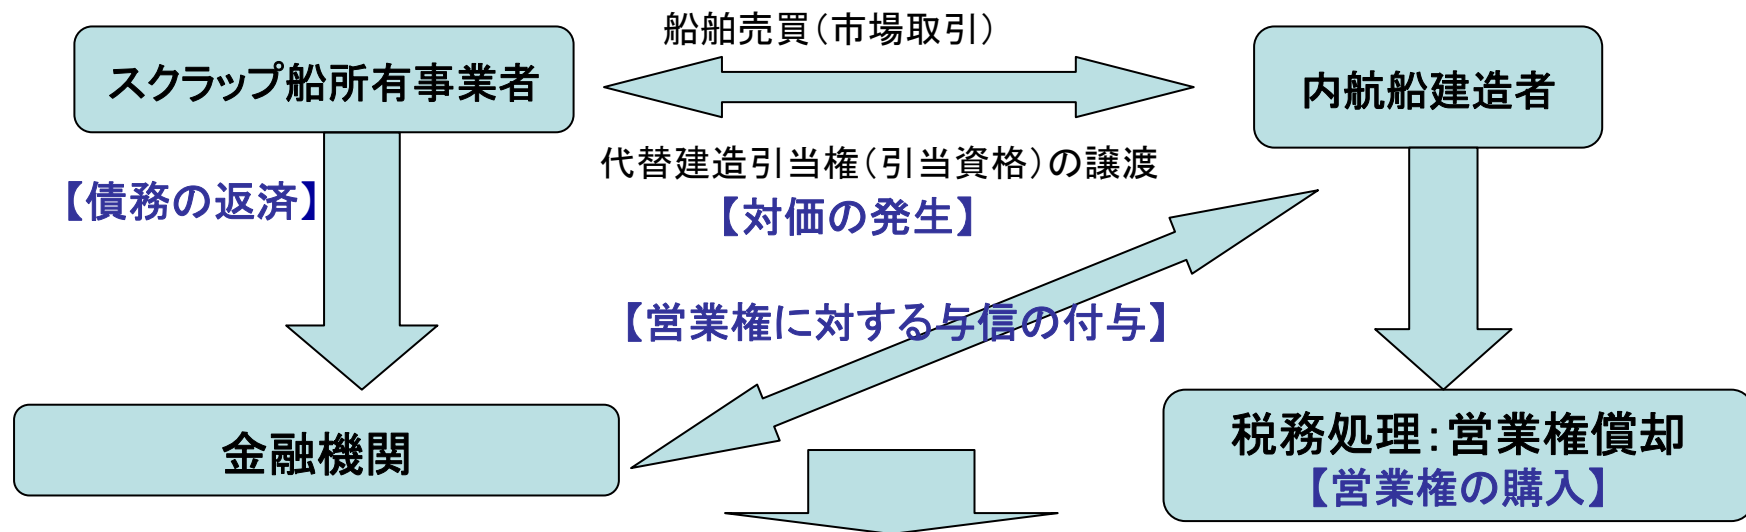 船舶売買（市場取引）
スクラップ船所有事業者
内航船建造者
代替建造引当権（引当資格）の譲渡
【債務の返済】
【対価の発生】
【営業権に対する与信の付与】
金融機関
税務処理：営業権償却
【営業権の購入】